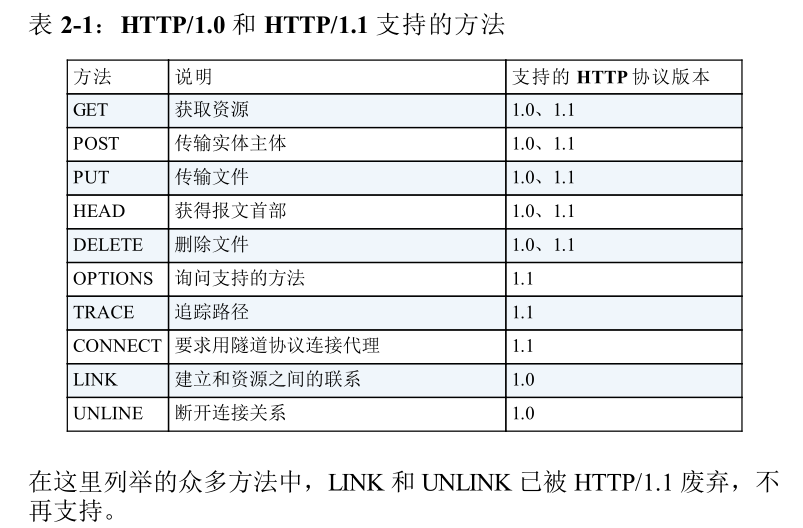 表 2-1：HTTP/1.0 和 HTTP/1.1 支持的方法
方法 说明 支持的 HTTP 协议版本
GET 获取资源 1.0、1.1
POST 传输实体主体 1.0、1.1
PUT 传输文件 1.0、1.1
HEAD 获得报文首部 1.0、1.1
DELETE 删除文件 1.0、1.1
OPTIONS 询问支持的方法 1.1
TRACE 追踪路径 1.1
CONNECT 要求用隧道协议连接代理 1.1
LINK 建立和资源之间的联系 1.0
UNLINE 断开连接关系 1.0
在这里列举的众多方法中，LINK 和 UNLINK 已被 HTTP/1.1 废弃，不
再支持。